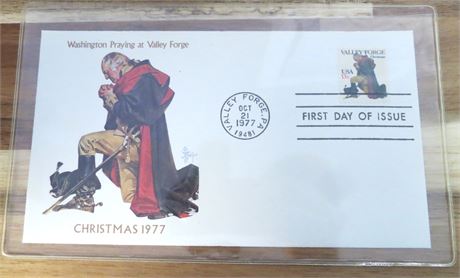 Washington Praying at Valley Forge
CHRISTMAS 1977
VALLEY FORGE, PA
OCT
21
1977
19481
VALLEY FORGE
Christmas
USA
13c
FIRST DAY OF ISSUE